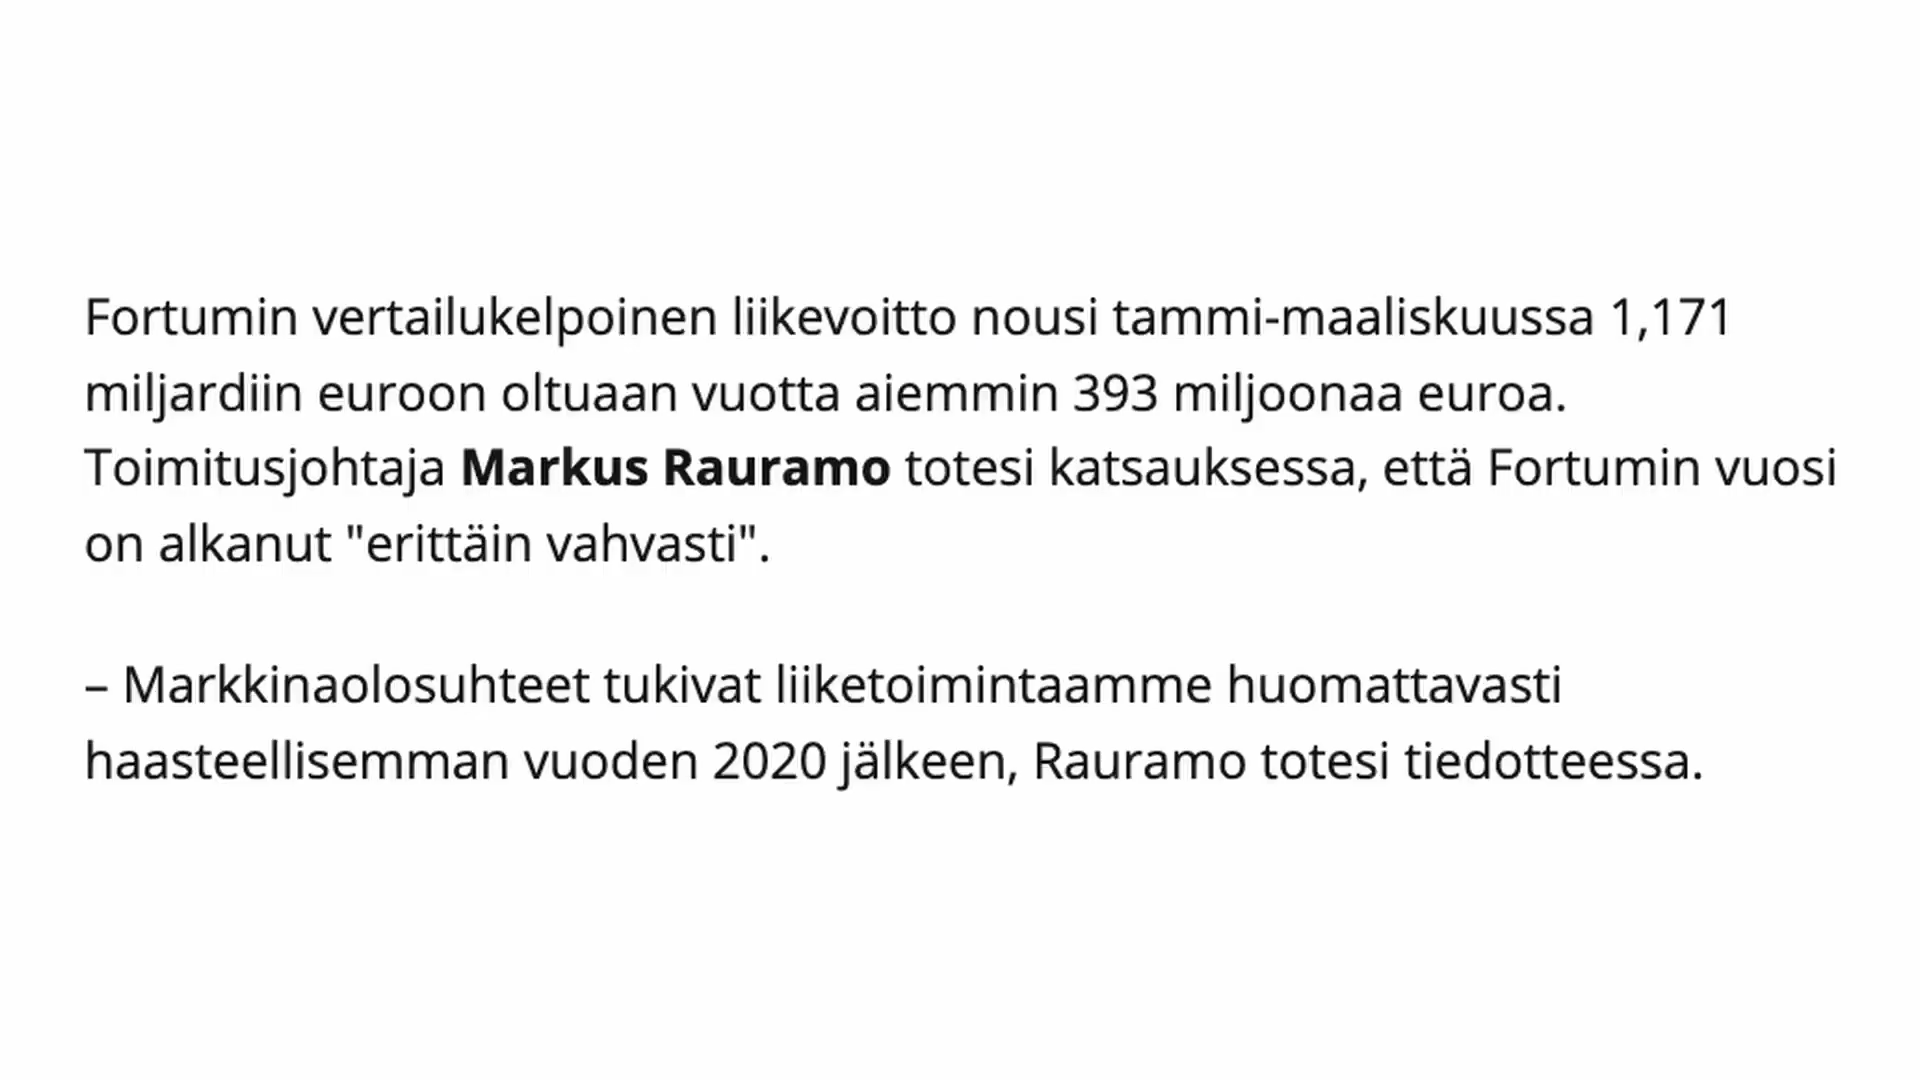 Fortumin vertailukelpoinen liikevoitto nousi tammi-maaliskuussa 1,171
miljardiin euroon oltuaan vuotta aiemmin 393 miljoonaa euroa.
Toimitusjohtaja Markus Rauramo totesi katsauksessa, että Fortumin vuosi
on alkanut "erittäin vahvasti".
– Markkinaolosuhteet tukivat liiketoimintaamme huomattavasti
haasteellisemman vuoden 2020 jälkeen, Rauramo totesi tiedotteessa.